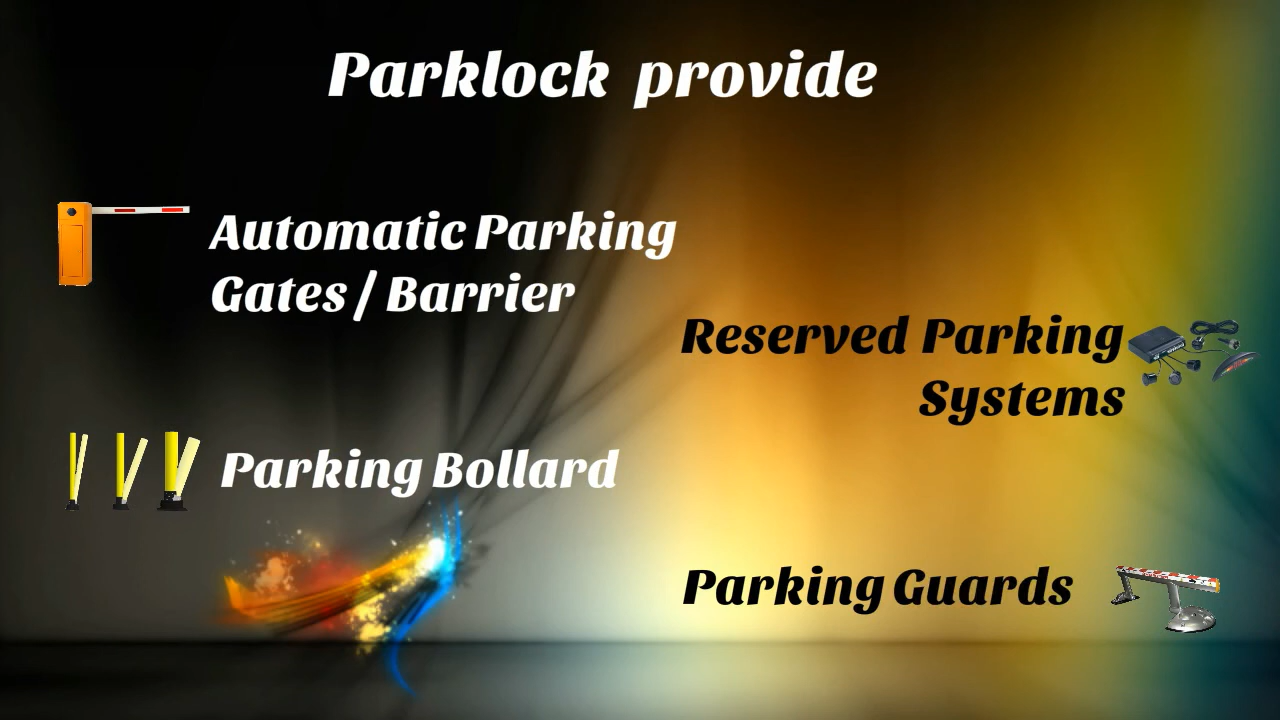 Parklock provide
Automatic Parking
Gates / Barrier
Reserved Parking
Systems
Parking Bollard
Parking Guards